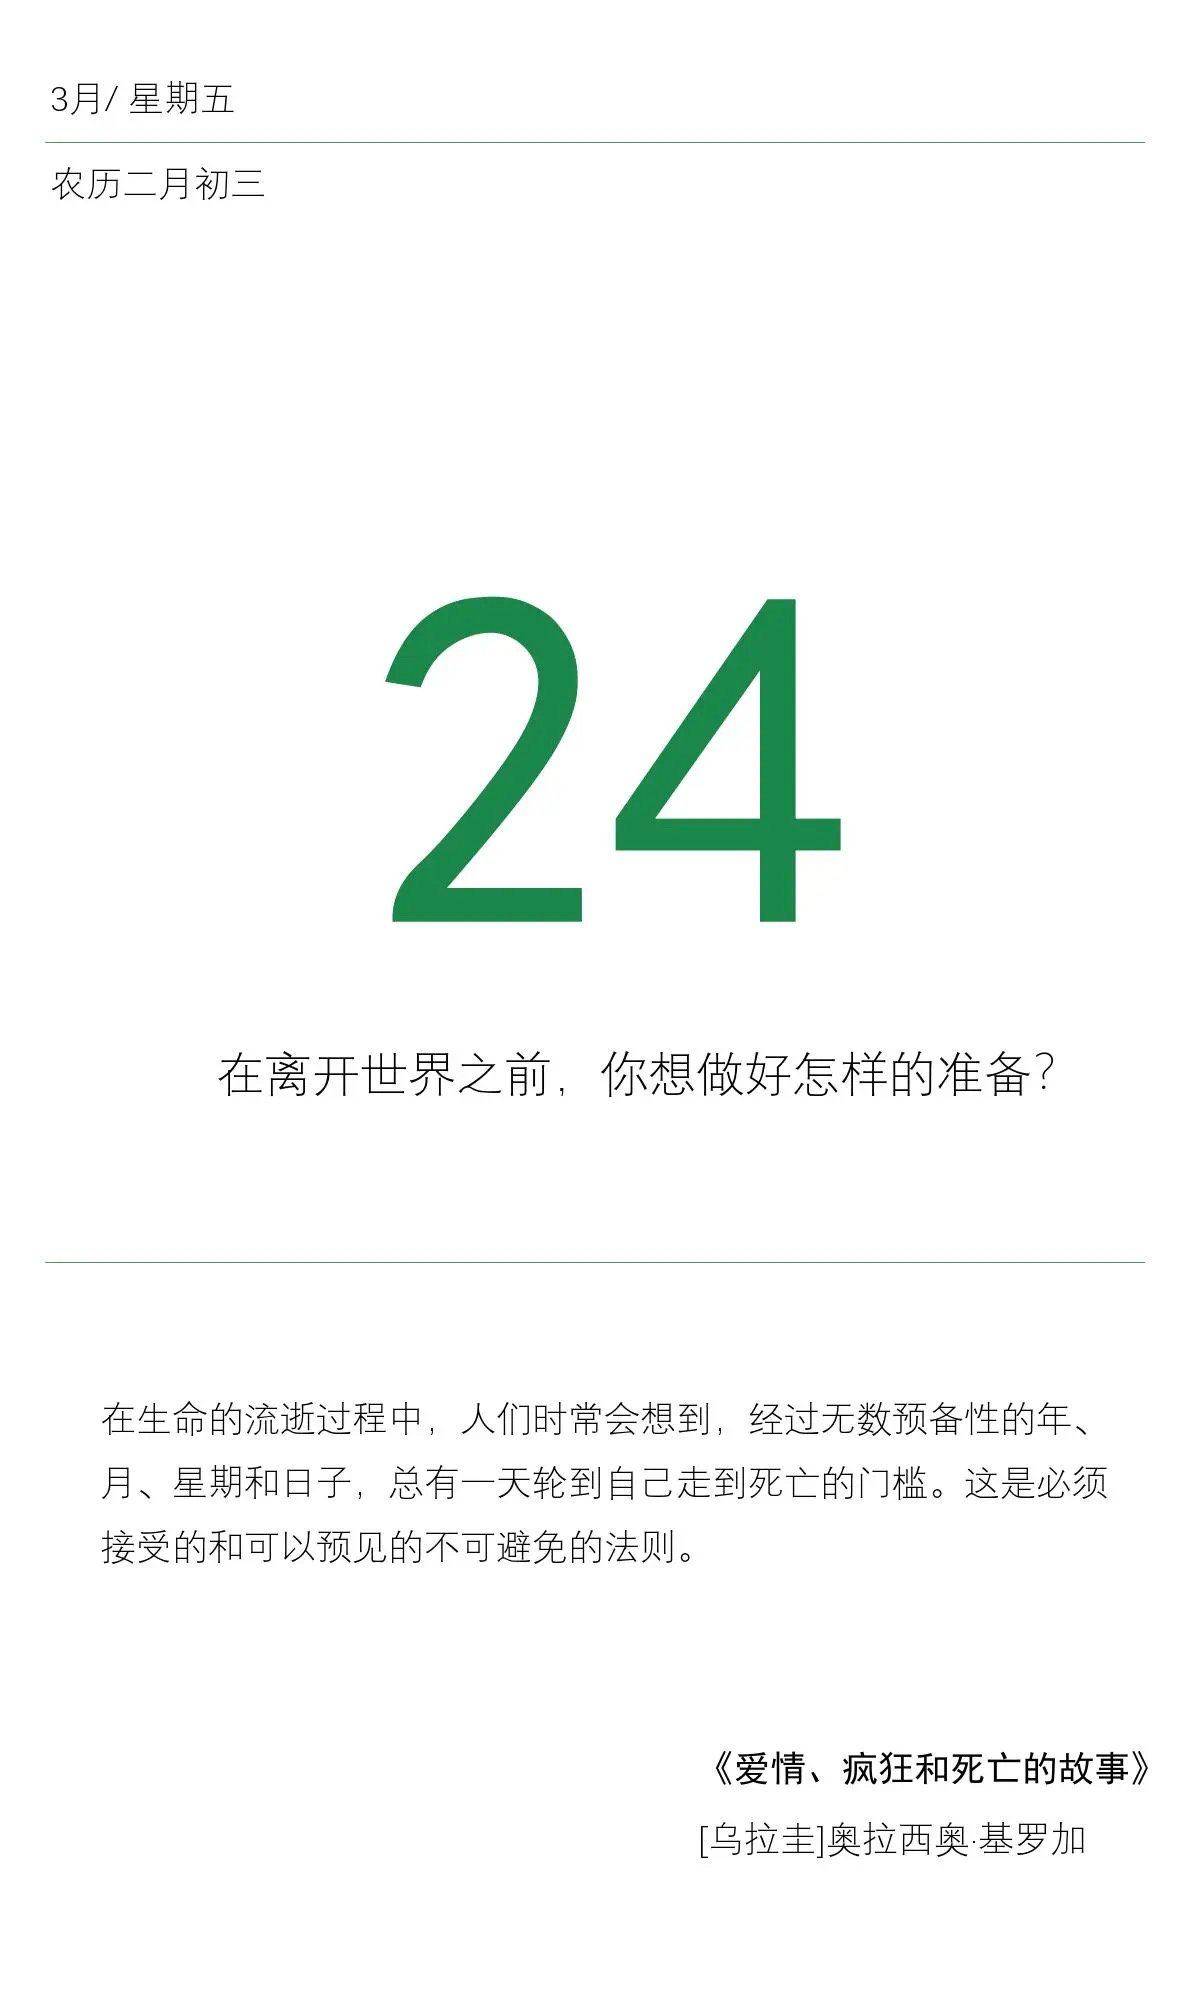 3月/ 星期五
农历二月初三
24
在离开世界之前，你想做好怎样的准备？
在生命的流逝过程中，人们时常会想到，经过无数预备性的年、
月、星期和日子，总有一天轮到自己走到死亡的门槛。这是必须
接受的和可以预见的不可避免的法则。
《爱情、疯狂和死亡的故事》
[乌拉圭]奥拉西奥·基罗加